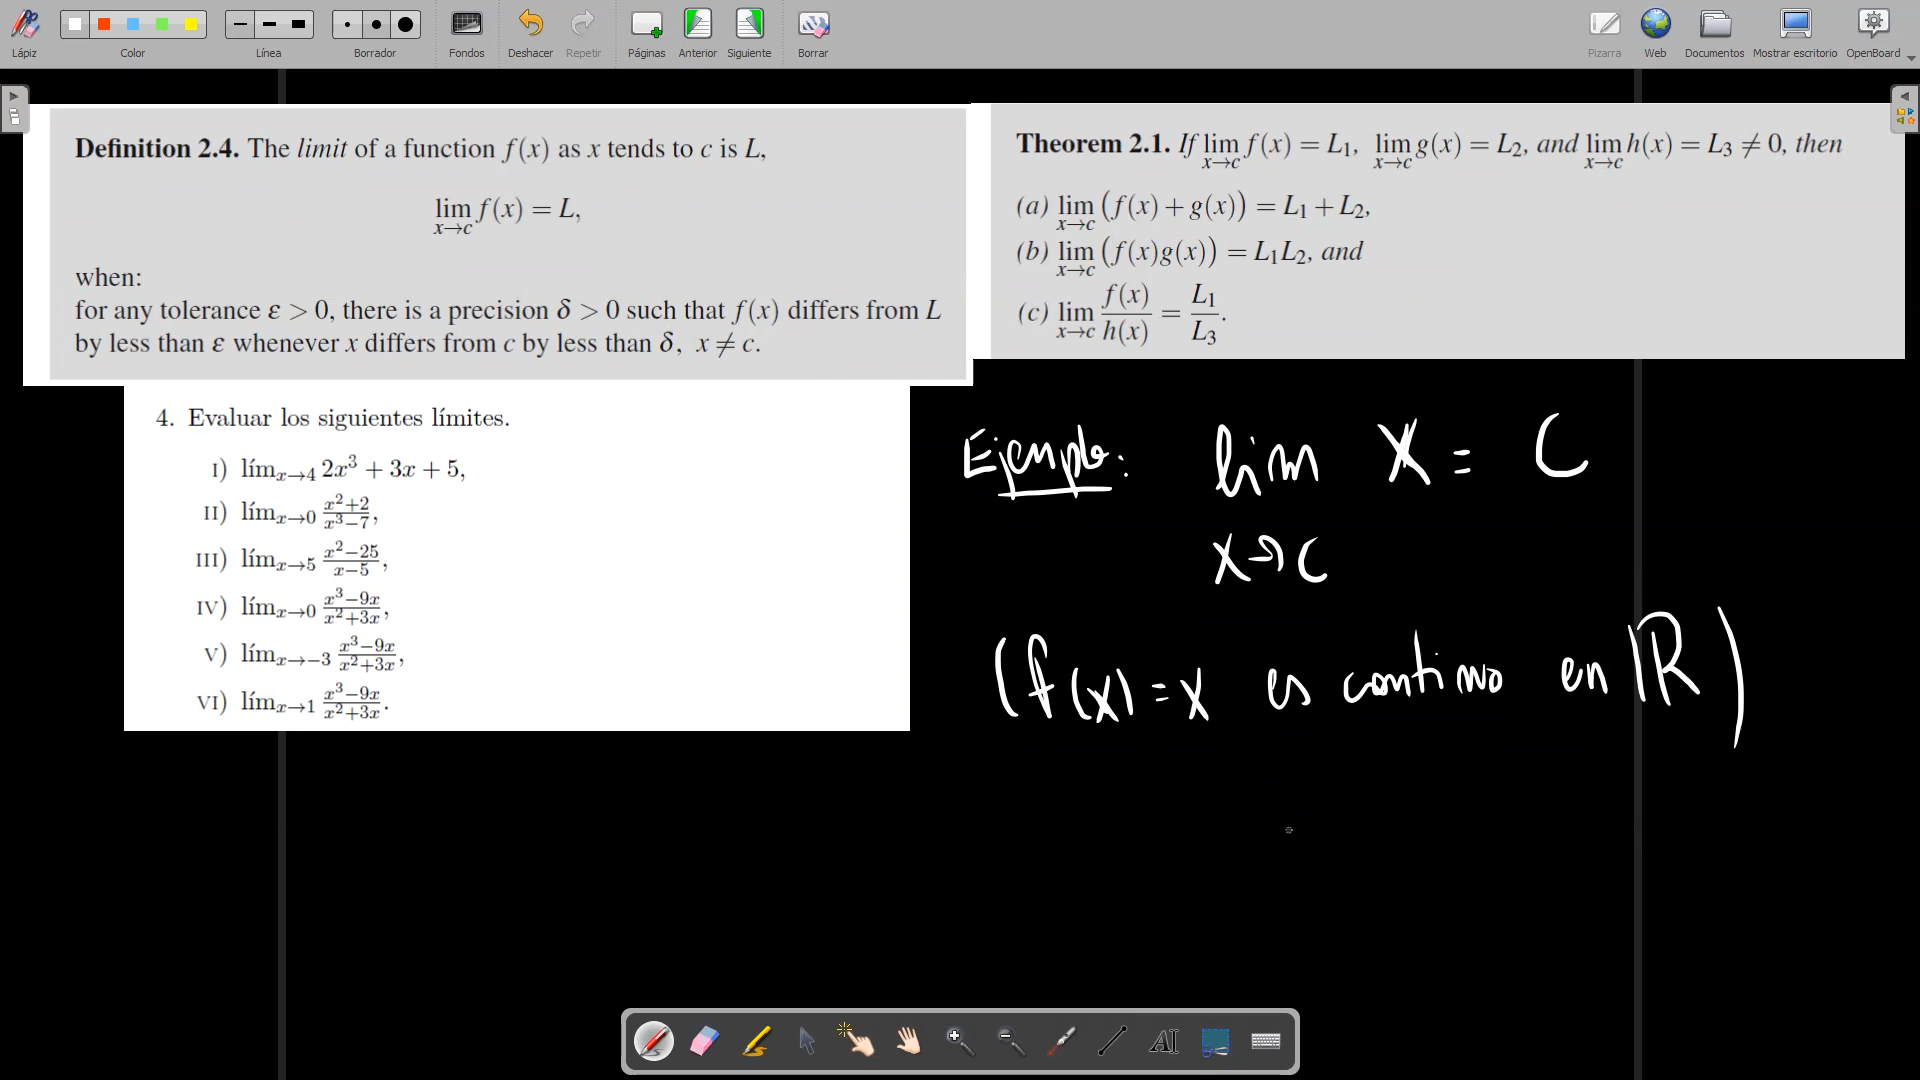 Lápiz
Color
Línea
Borrador
Fondos
Deshacer
Repetir
Páginas
Anterior
Siguiente
Borrar
Pizarra
Web
Documentos
Mostrar escritorio
OpenBoard
Definition 2.4. The limit of a function f(x) as x tends to c is L,
lim f(x) = L,
x→c
when:
for any tolerance ε > 0, there is a precision δ > 0 such that f(x) differs from L
by less than ε whenever x differs from c by less than δ, x ≠ c.
Theorem 2.1. If lim_{x→c} f(x) = L₁, lim_{x→c} g(x) = L₂, and lim_{x→c} h(x) = L₃ ≠ 0, then
(a) lim_{x→c} (f(x) + g(x)) = L₁ + L₂,
(b) lim_{x→c} (f(x)g(x)) = L₁L₂, and
(c) lim_{x→c} f(x)/h(x) = L₁/L₃.
4. Evaluar los siguientes límites.
I) lím_{x→4} 2x³ + 3x + 5,
II) lím_{x→0} (x²+2)/(x³−7),
III) lím_{x→5} (x²−25)/(x−5),
IV) lím_{x→0} (x³−9x)/(x²+3x),
V) lím_{x→−3} (x³−9x)/(x²+3x),
VI) lím_{x→1} (x³−9x)/(x²+3x).
Ejemplo: lim x = c
x→c
(f(x) = x es continuo en ℝ)
AI